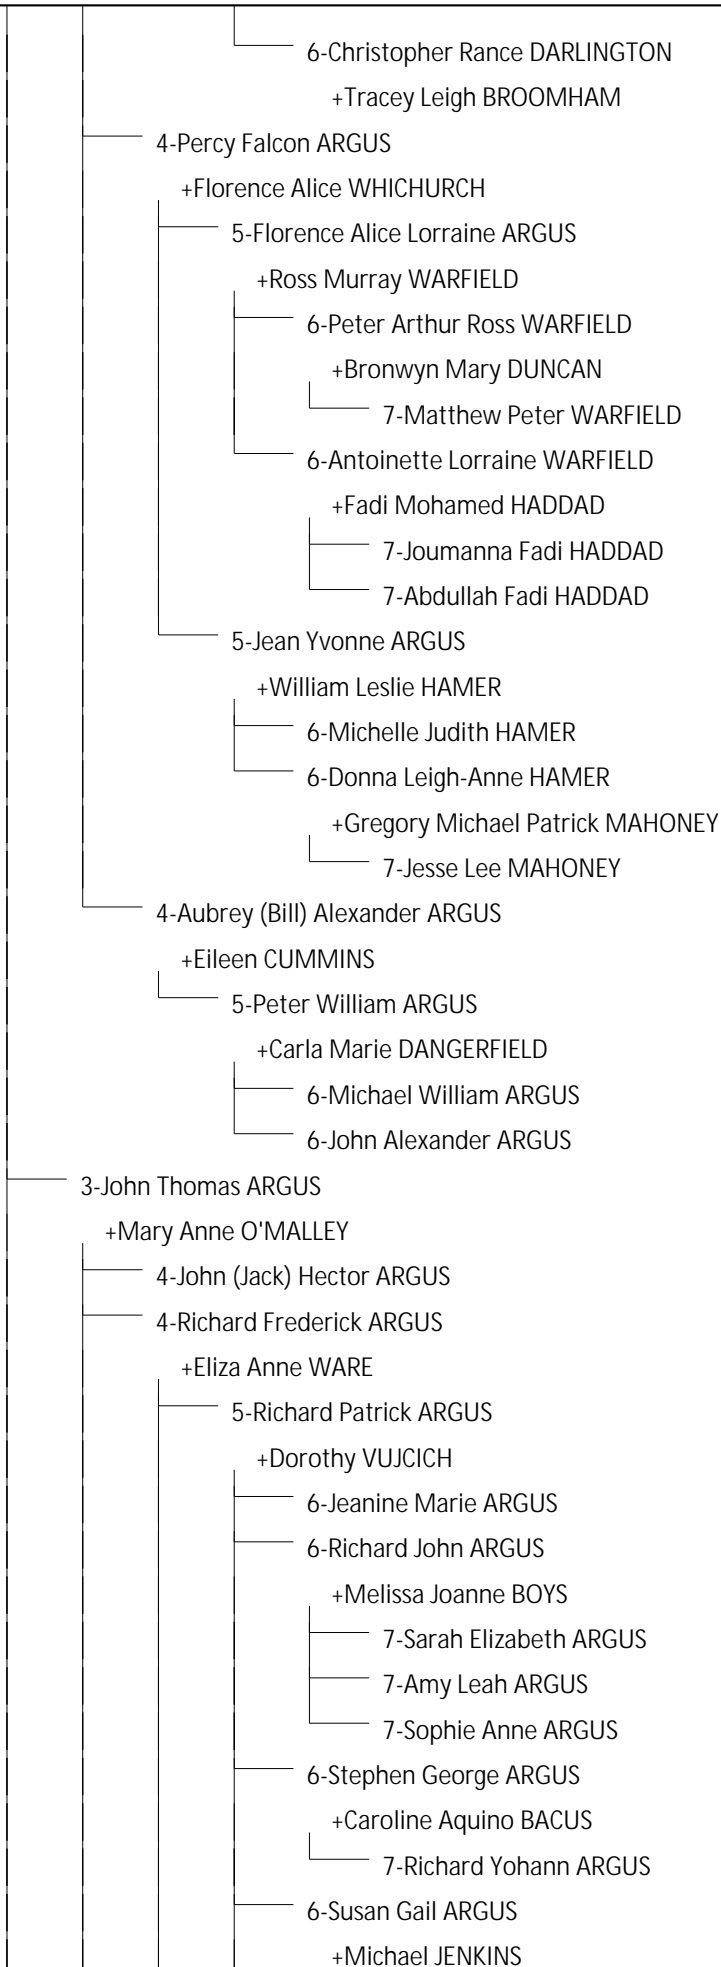 6-Christopher Rance DARLINGTON
+Tracey Leigh BROOMHAM
4-Percy Falcon ARGUS
+Florence Alice WHICHURCH
5-Florence Alice Lorraine ARGUS
+Ross Murray WARFIELD
6-Peter Arthur Ross WARFIELD
+Bronwyn Mary DUNCAN
7-Matthew Peter WARFIELD
6-Antoinette Lorraine WARFIELD
+Fadi Mohamed HADDAD
7-Joumanna Fadi HADDAD
7-Abdullah Fadi HADDAD
5-Jean Yvonne ARGUS
+William Leslie HAMER
6-Michelle Judith HAMER
6-Donna Leigh-Anne HAMER
+Gregory Michael Patrick MAHONEY
7-Jesse Lee MAHONEY
4-Aubrey (Bill) Alexander ARGUS
+Eileen CUMMINS
5-Peter William ARGUS
+Carla Marie DANGERFIELD
6-Michael William ARGUS
6-John Alexander ARGUS
3-John Thomas ARGUS
+Mary Anne O'MALLEY
4-John (Jack) Hector ARGUS
4-Richard Frederick ARGUS
+Eliza Anne WARE
5-Richard Patrick ARGUS
+Dorothy VUJCICH
6-Jeanine Marie ARGUS
6-Richard John ARGUS
+Melissa Joanne BOYS
7-Sarah Elizabeth ARGUS
7-Amy Leah ARGUS
7-Sophie Anne ARGUS
6-Stephen George ARGUS
+Caroline Aquino BACUS
7-Richard Yohann ARGUS
6-Susan Gail ARGUS
+Michael JENKINS